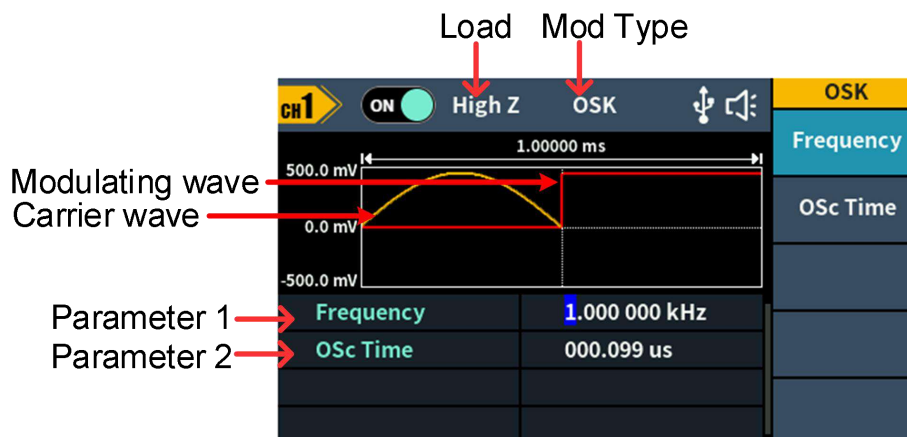 Load Mod Type
CH1 ON High Z OSK OSK
1.00000 ms
Frequency
500.0 mV
Modulating wave
Carrier wave
OSc Time
0.0 mV
-500.0 mV
Parameter 1 Frequency 1.000 000 kHz
Parameter 2 OSc Time 000.099 us